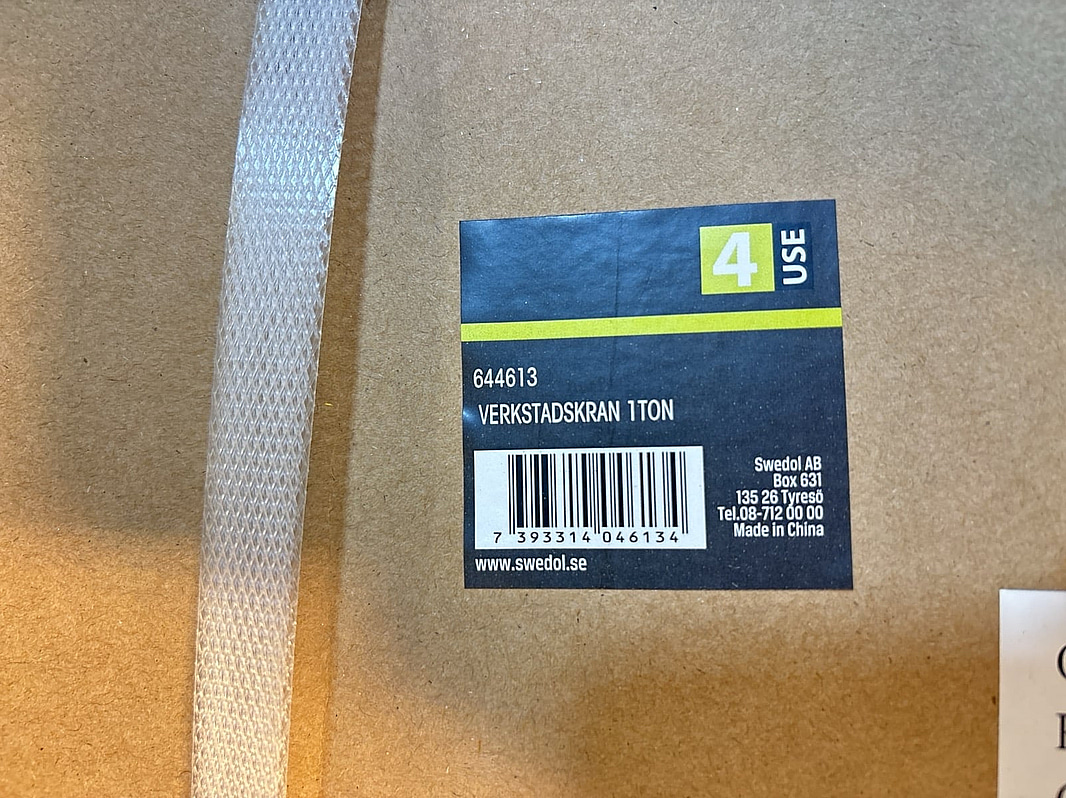 4 USE
644613
VERKSTADSKRAN 1TON
Swedol AB
Box 631
135 26 Tyresö
Tel.08-712 00 00
Made in China
7 393314 046134
www.swedol.se